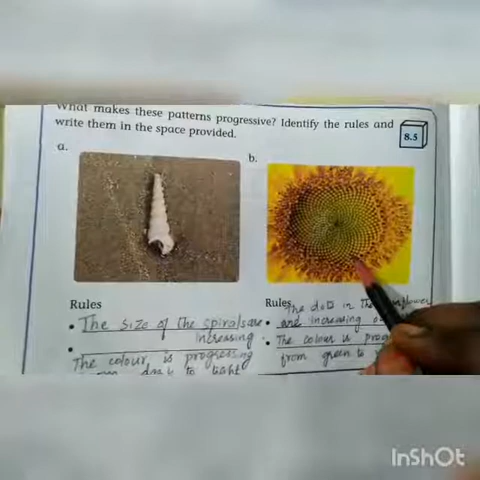 What makes these patterns progressive? Identify the rules and
write them in the space provided.
8.5
a.
b.
Rules
• The size of the spirals are
increasing.
• The colour is progressing
dark to light
Rules
The dots in the
• and increasing
• The colour is
from green to
InShOt